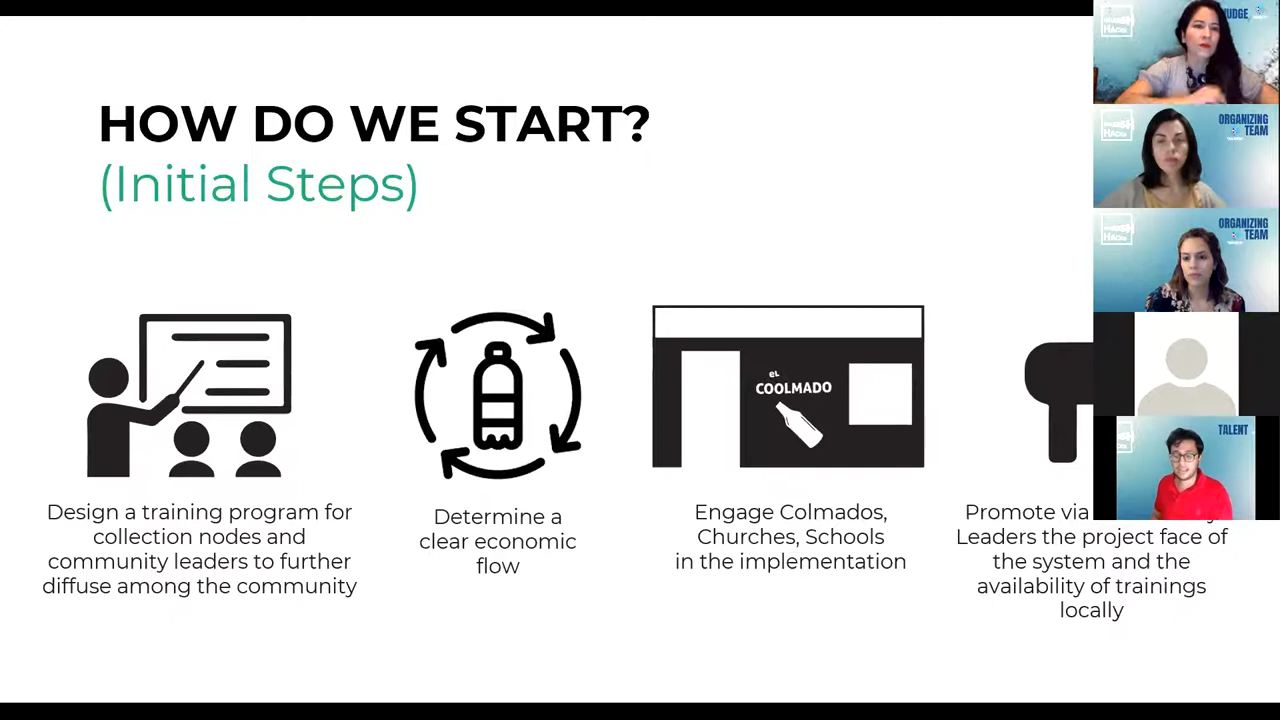 HOW DO WE START?
(Initial Steps)
EL
COOLMADO
Design a training program for
collection nodes and
community leaders to further
diffuse among the community
Determine a
clear economic
flow
Engage Colmados,
Churches, Schools
in the implementation
Promote via
Leaders the project face of
the system and the
availability of trainings
locally
ORGANIZING
TEAM
ORGANIZING
TEAM
TALENT